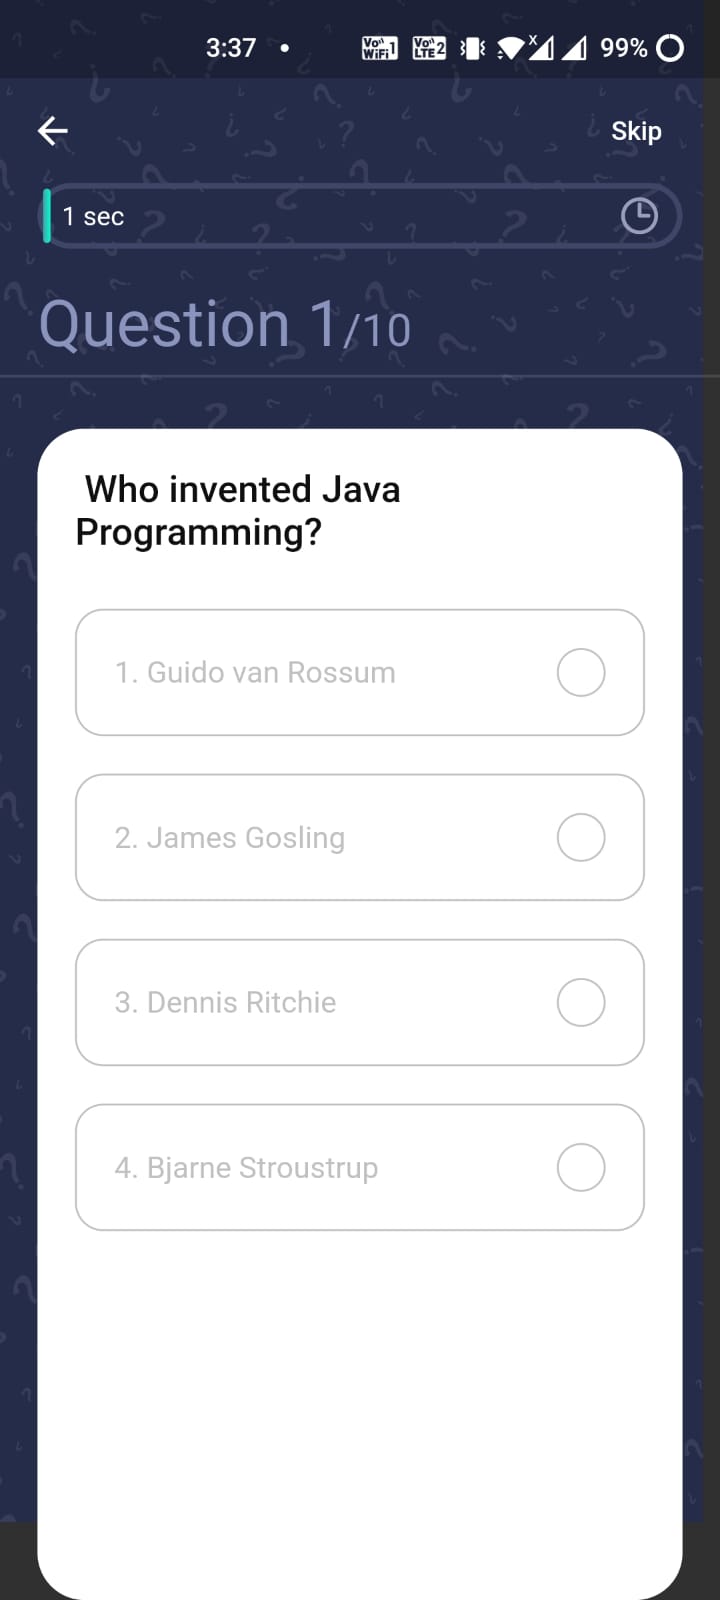 3:37
Vo)) WiFi 1
Vo)) LTE 2
x
99%
Skip
1 sec
Question 1/10
Who invented Java
Programming?
1. Guido van Rossum
2. James Gosling
3. Dennis Ritchie
4. Bjarne Stroustrup